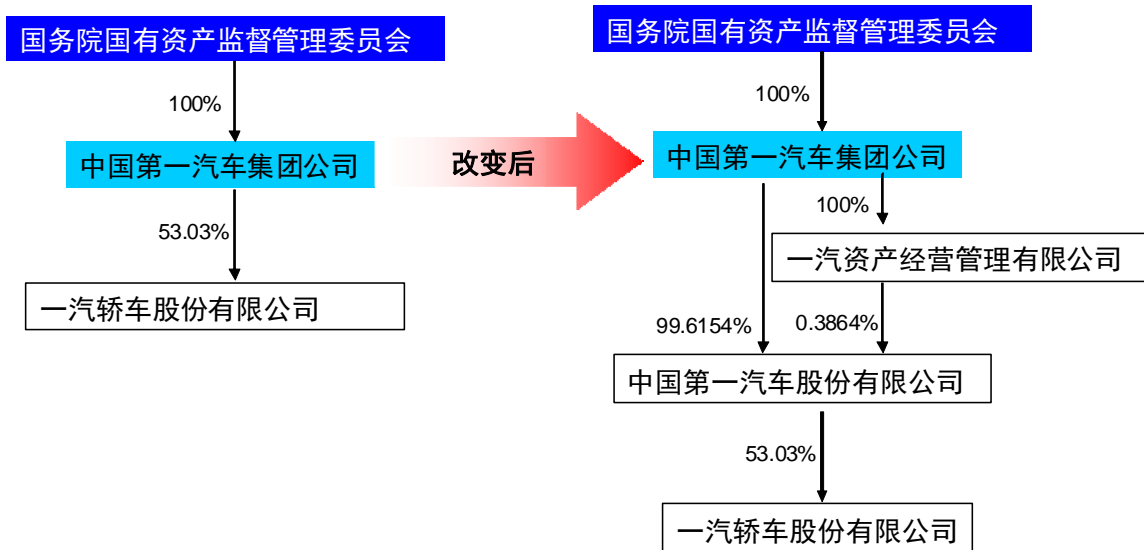 国务院国有资产监督管理委员会
100%
中国第一汽车集团公司
53.03%
一汽轿车股份有限公司
改变后
国务院国有资产监督管理委员会
100%
中国第一汽车集团公司
100%
一汽资产经营管理有限公司
99.6154%
0.3864%
中国第一汽车股份有限公司
53.03%
一汽轿车股份有限公司